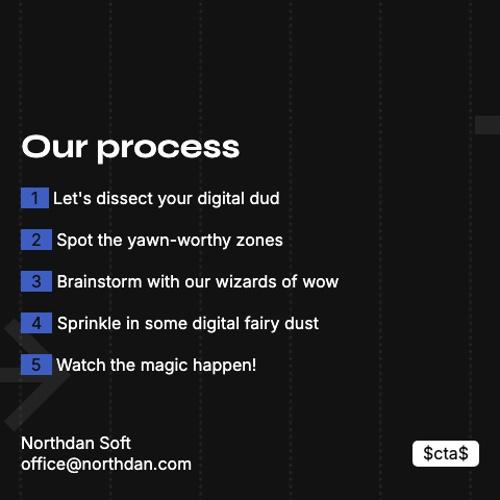 Our process
1 Let's dissect your digital dud
2 Spot the yawn-worthy zones
3 Brainstorm with our wizards of wow
4 Sprinkle in some digital fairy dust
5 Watch the magic happen!
Northdan Soft
office@northdan.com
$cta$